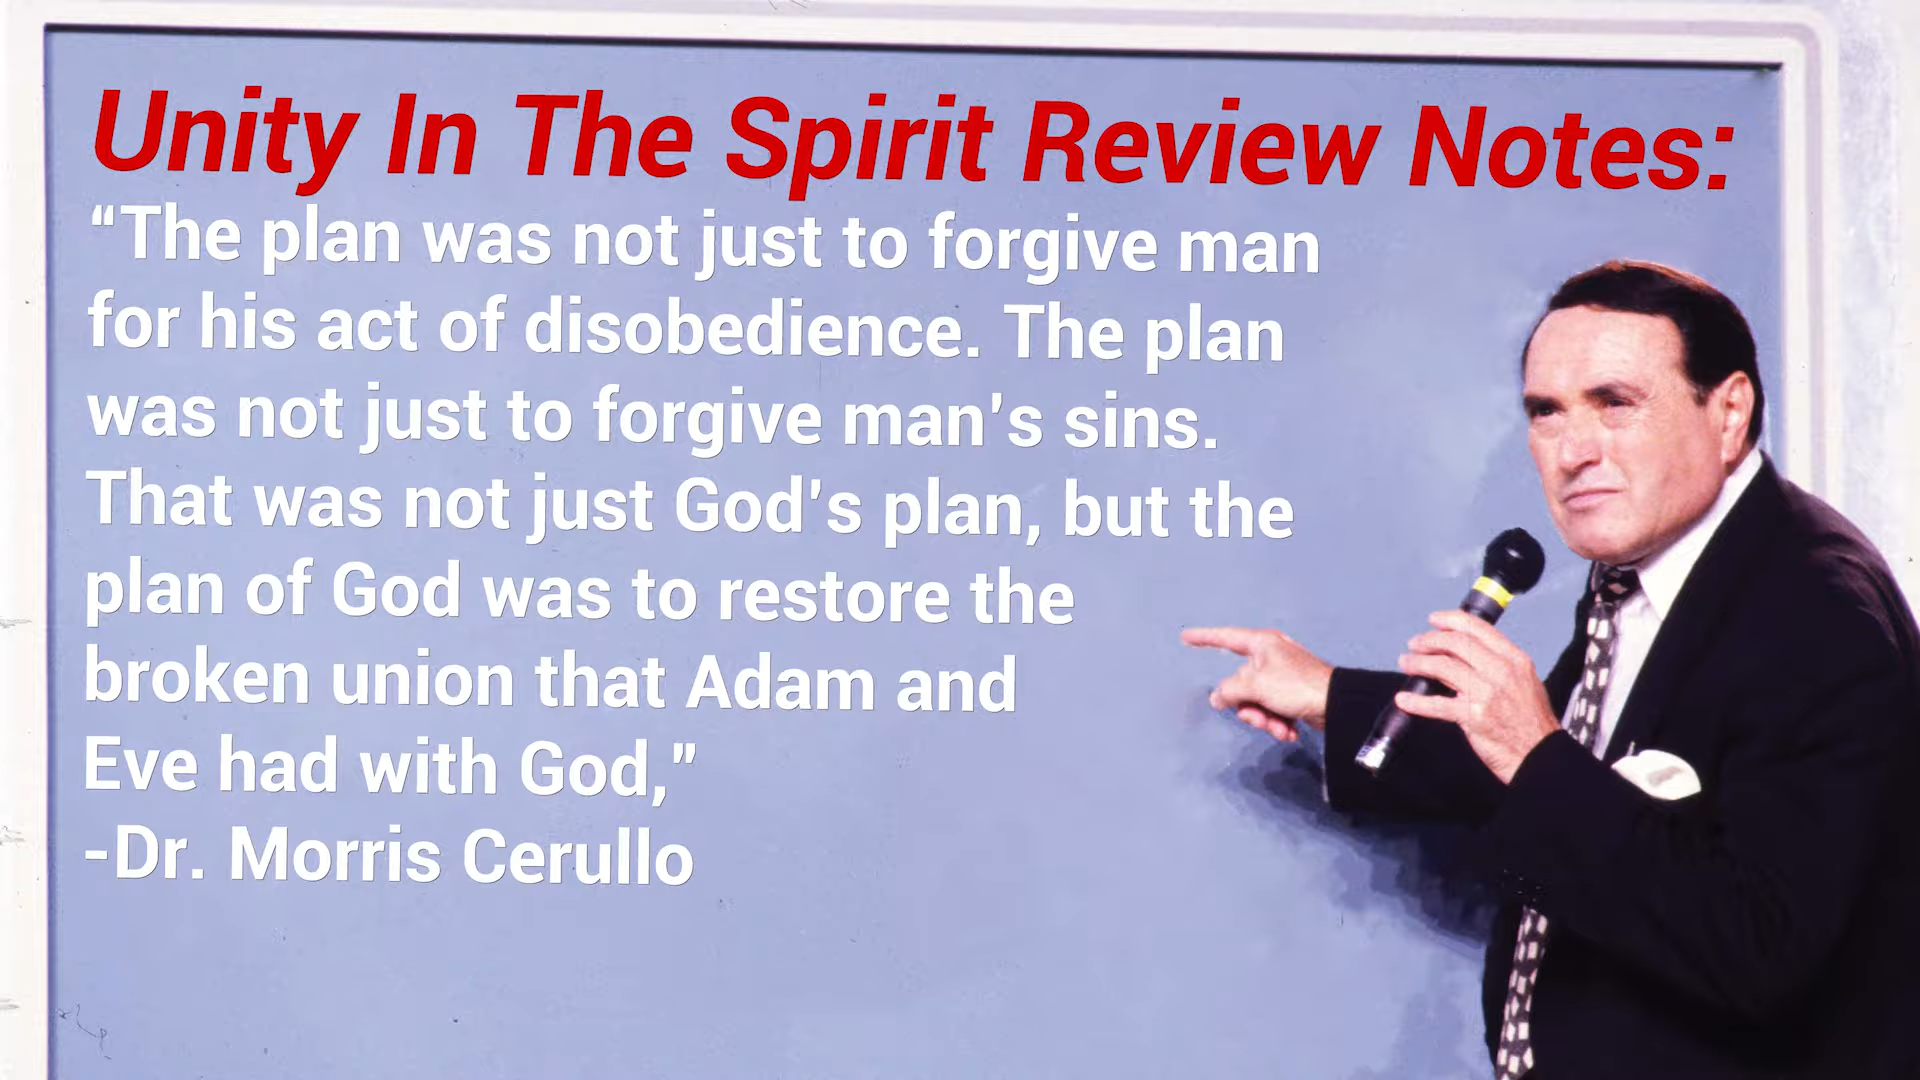 Unity In The Spirit Review Notes:
“The plan was not just to forgive man
for his act of disobedience. The plan
was not just to forgive man's sins.
That was not just God's plan, but the
plan of God was to restore the
broken union that Adam and
Eve had with God,”
-Dr. Morris Cerullo